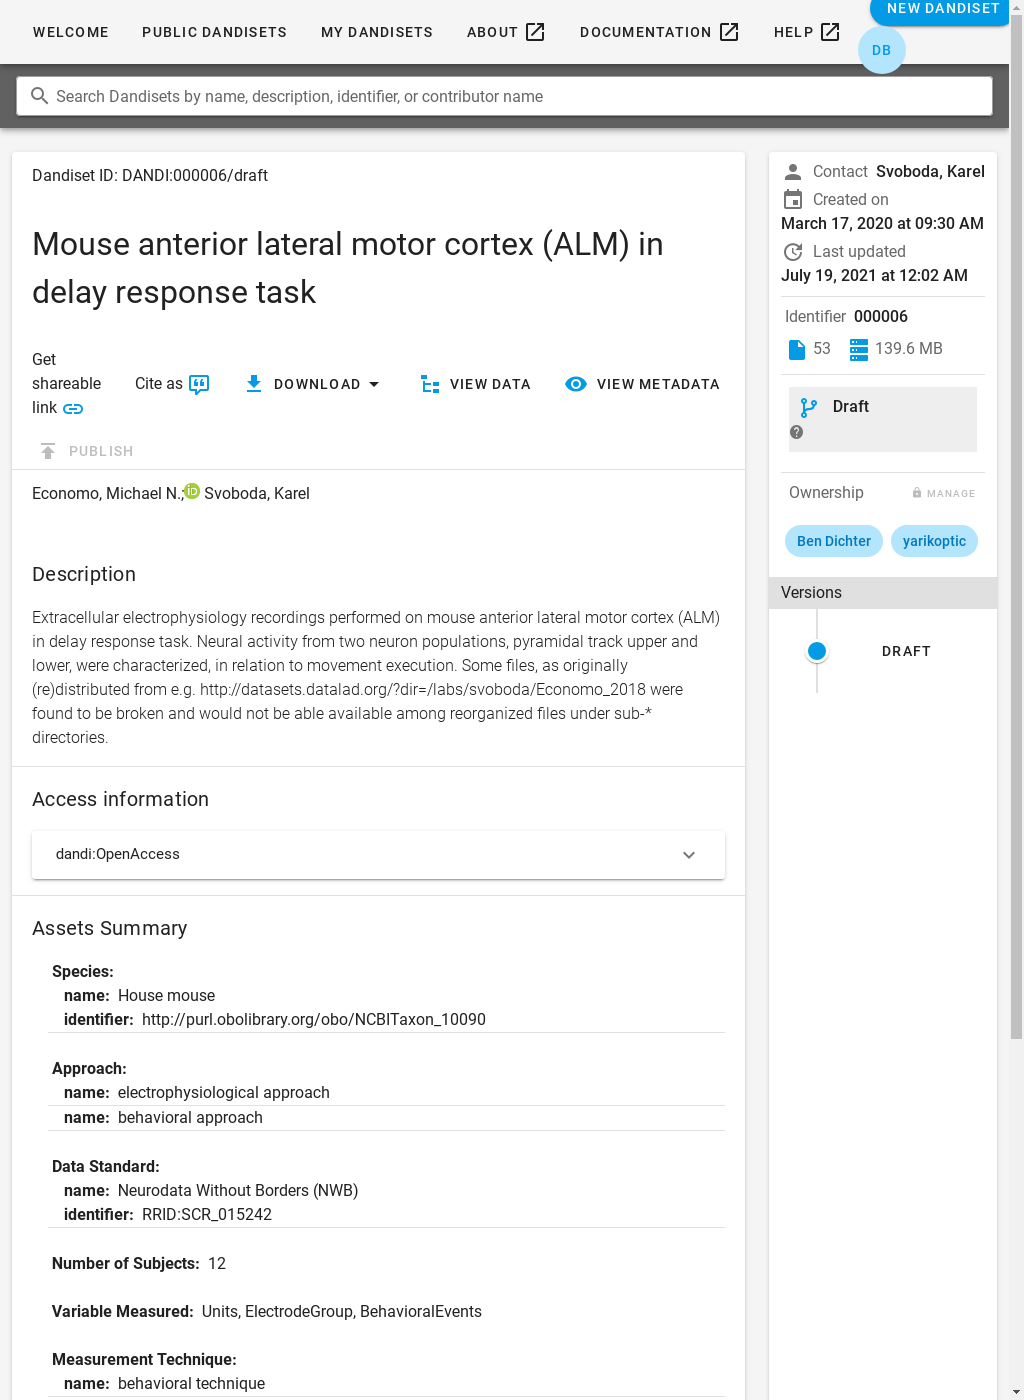 WELCOME
PUBLIC DANDISETS
MY DANDISETS
ABOUT
DOCUMENTATION
HELP
NEW DANDISET
DB
Search Dandisets by name, description, identifier, or contributor name
Dandiset ID: DANDI:000006/draft
Mouse anterior lateral motor cortex (ALM) in
delay response task
Get
shareable
link
Cite as
DOWNLOAD
VIEW DATA
VIEW METADATA
PUBLISH
Economo, Michael N.; iD Svoboda, Karel
Description
Extracellular electrophysiology recordings performed on mouse anterior lateral motor cortex (ALM)
in delay response task. Neural activity from two neuron populations, pyramidal track upper and
lower, were characterized, in relation to movement execution. Some files, as originally
(re)distributed from e.g. http://datasets.datalad.org/?dir=/labs/svoboda/Economo_2018 were
found to be broken and would not be able available among reorganized files under sub-*
directories.
Access information
dandi:OpenAccess
Assets Summary
Species:
name: House mouse
identifier: http://purl.obolibrary.org/obo/NCBITaxon_10090
Approach:
name: electrophysiological approach
name: behavioral approach
Data Standard:
name: Neurodata Without Borders (NWB)
identifier: RRID:SCR_015242
Number of Subjects: 12
Variable Measured: Units, ElectrodeGroup, BehavioralEvents
Measurement Technique:
name: behavioral technique
Contact Svoboda, Karel
Created on
March 17, 2020 at 09:30 AM
Last updated
July 19, 2021 at 12:02 AM
Identifier 000006
53 139.6 MB
Draft
?
Ownership
MANAGE
Ben Dichter
yarikoptic
Versions
DRAFT